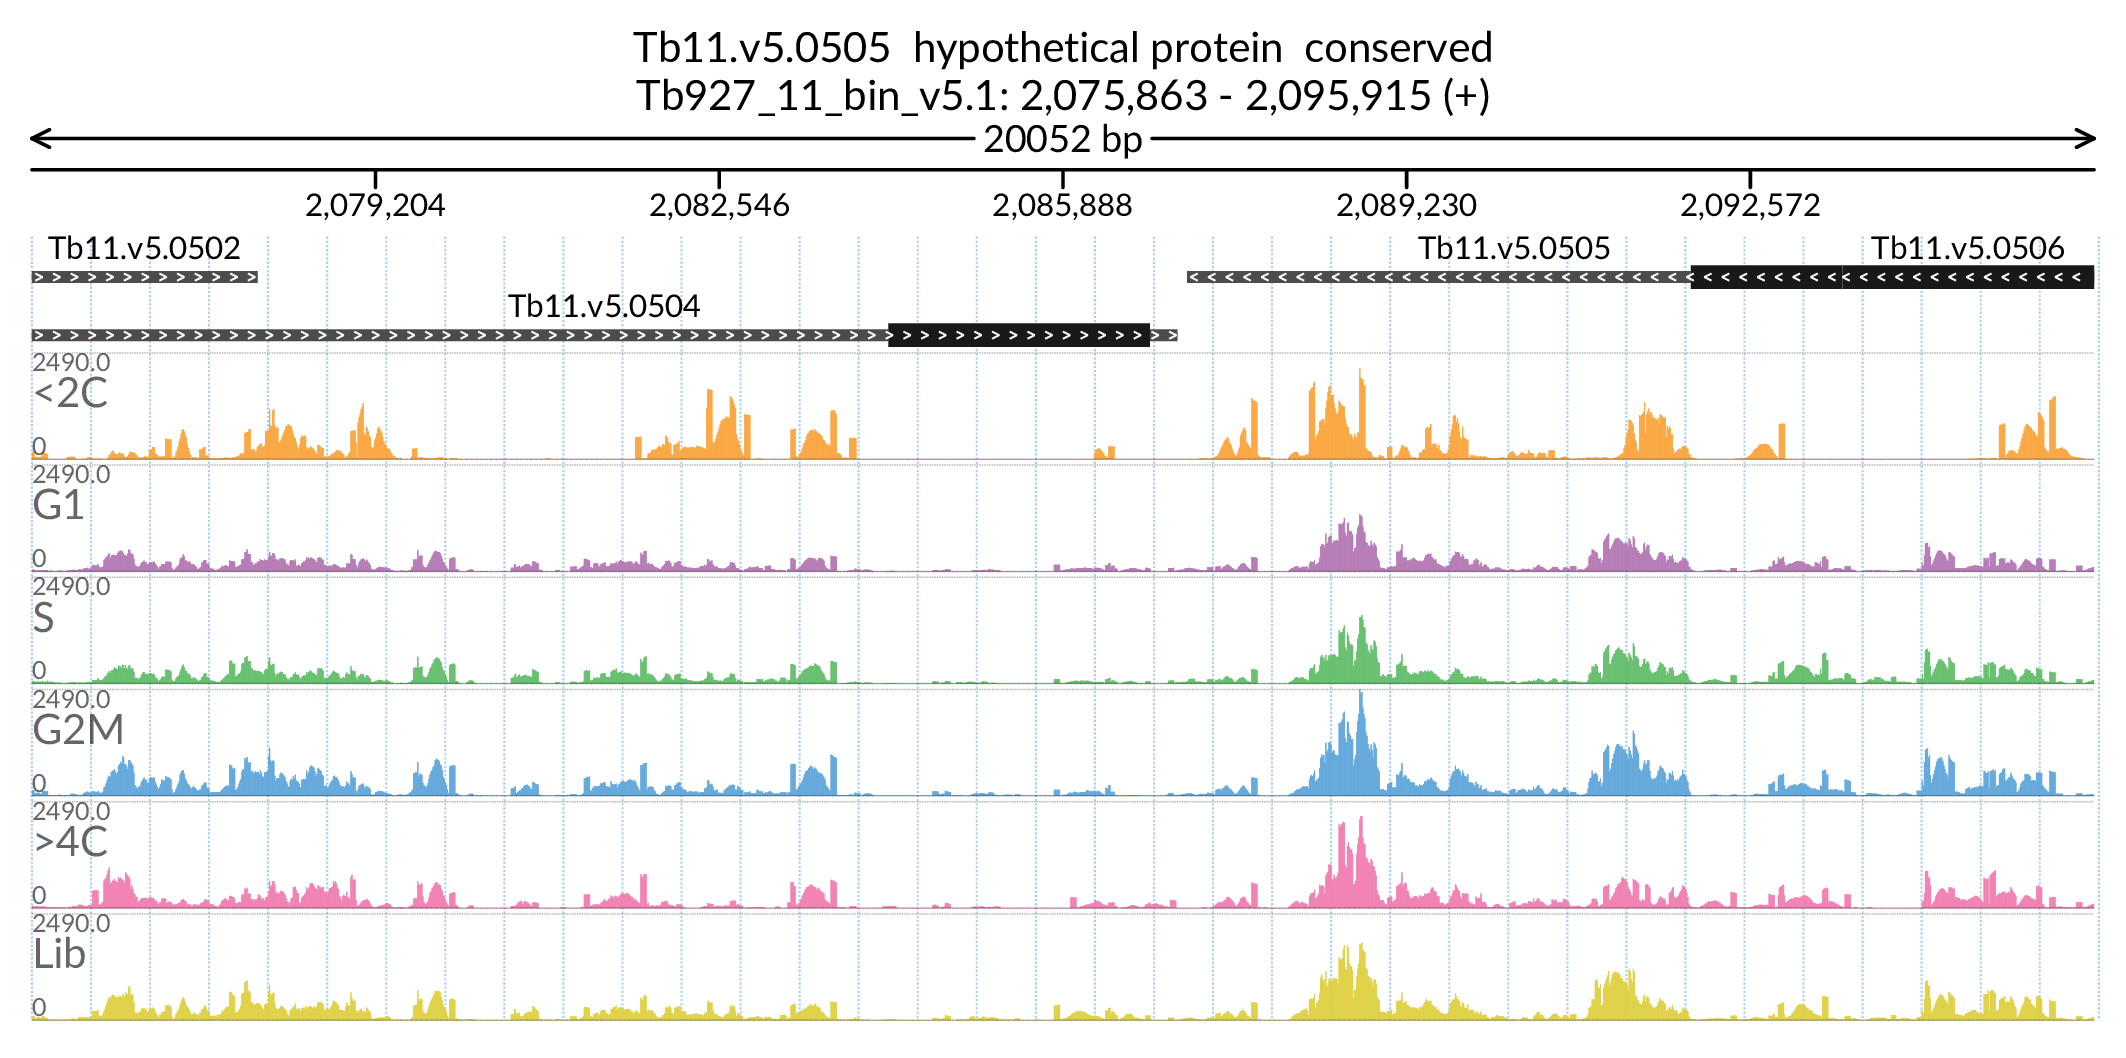 Tb11.v5.0505 hypothetical protein conserved
Tb927_11_bin_v5.1: 2,075,863 - 2,095,915 (+)
20052 bp
2,079,204 2,082,546 2,085,888 2,089,230 2,092,572
Tb11.v5.0502 Tb11.v5.0505 Tb11.v5.0506
Tb11.v5.0504
2490.0
<2C
0
2490.0
G1
0
2490.0
S
0
2490.0
G2M
0
2490.0
>4C
0
2490.0
Lib
0